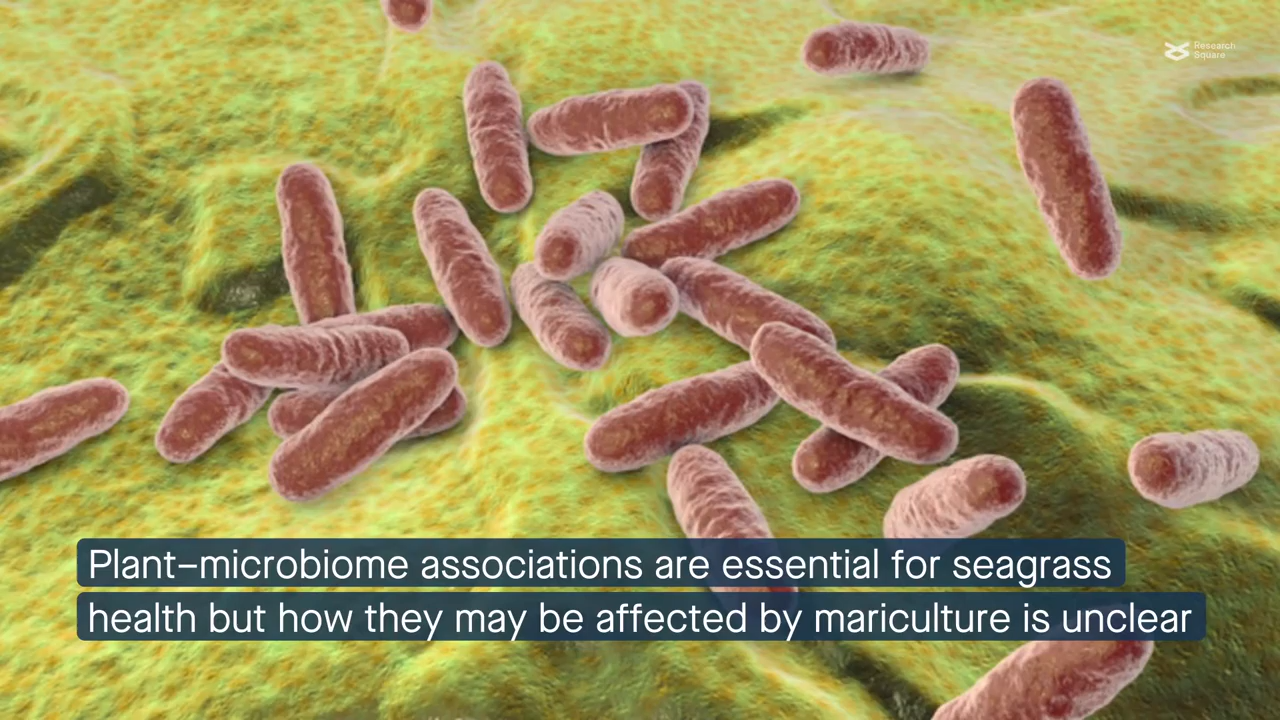 Research
Square
Plant–microbiome associations are essential for seagrass
health but how they may be affected by mariculture is unclear